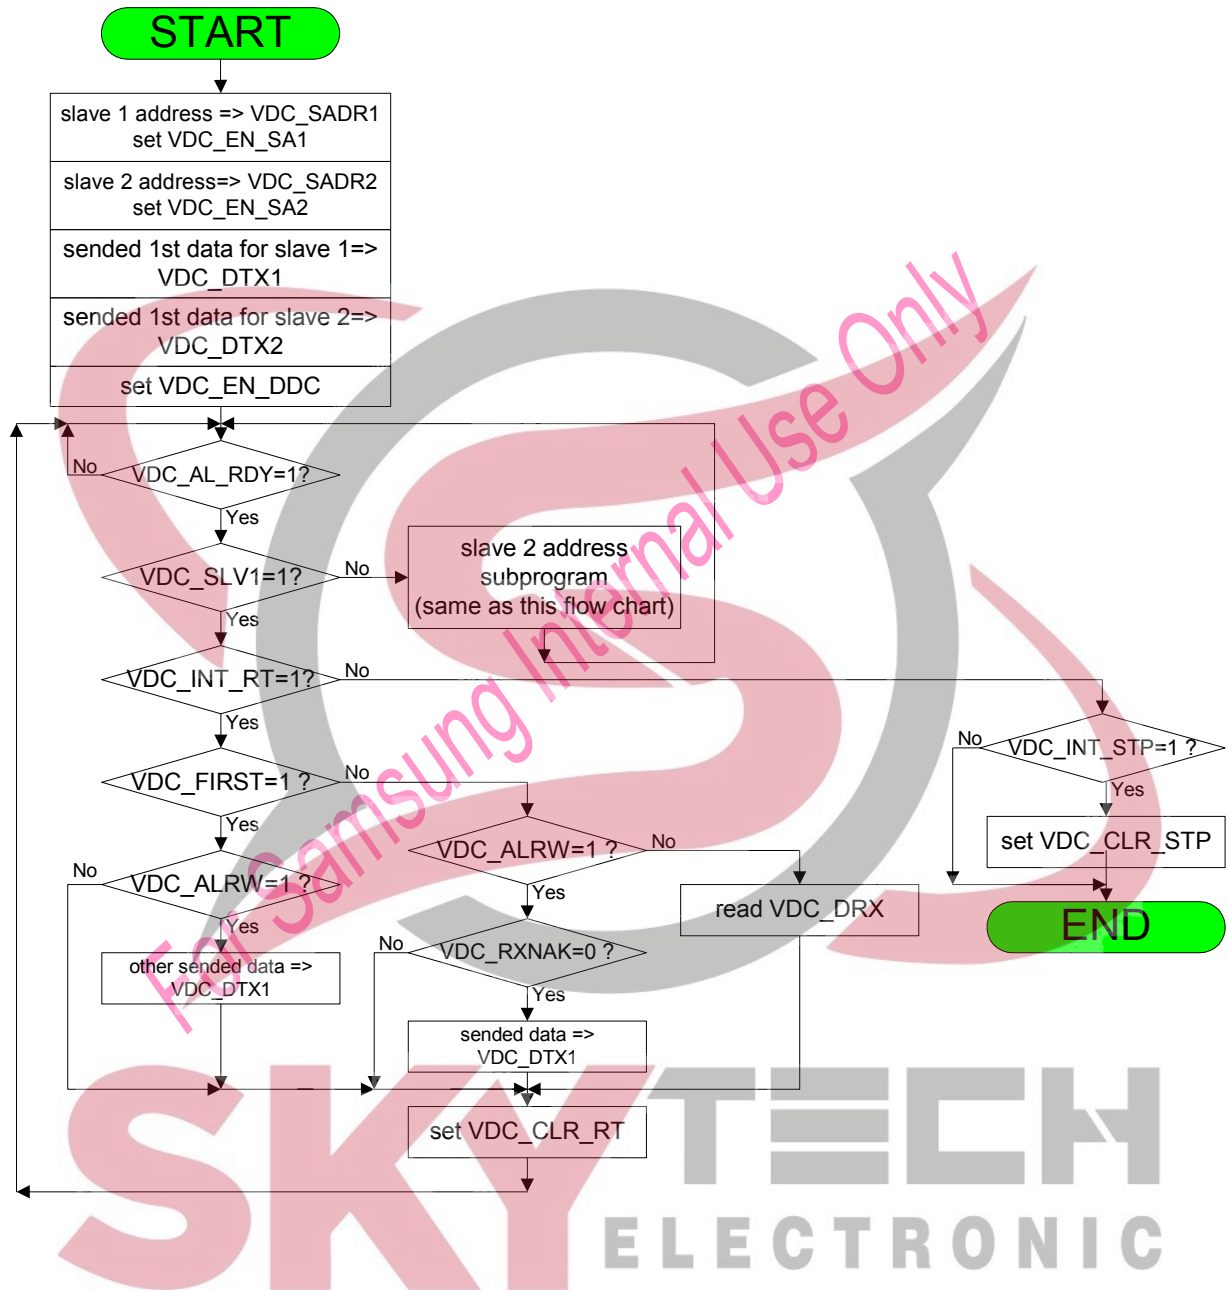 START
slave 1 address => VDC_SADR1
set VDC_EN_SA1
slave 2 address=> VDC_SADR2
set VDC_EN_SA2
sended 1st data for slave 1=>
VDC_DTX1
sended 1st data for slave 2=>
VDC_DTX2
set VDC_EN_DDC
No
VDC_AL_RDY=1?
Yes
VDC_SLV1=1?
No
slave 2 address
subprogram
(same as this flow chart)
Yes
VDC_INT_RT=1?
No
Yes
VDC_INT_STP=1 ?
No
Yes
set VDC_CLR_STP
END
VDC_FIRST=1 ?
No
Yes
VDC_ALRW=1 ?
No
Yes
read VDC_DRX
No
VDC_ALRW=1 ?
Yes
other sended data =>
VDC_DTX1
No
VDC_RXNAK=0 ?
Yes
sended data =>
VDC_DTX1
set VDC_CLR_RT
For Samsung Internal Use Only
SKYTECH
ELECTRONIC